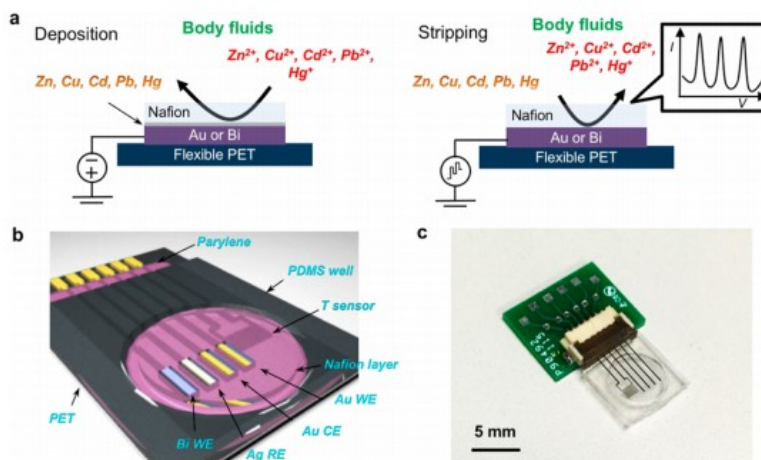 a
Deposition
Body fluids
Zn²⁺, Cu²⁺, Cd²⁺, Pb²⁺,
Hg⁺
Zn, Cu, Cd, Pb, Hg
Nafion
Au or Bi
Flexible PET
Stripping
Body fluids
Zn²⁺, Cu²⁺, Cd²⁺,
Pb²⁺, Hg⁺
Zn, Cu, Cd, Pb, Hg
I
V
Nafion
Au or Bi
Flexible PET
b
Parylene
PDMS well
T sensor
Nafion layer
Au WE
Au CE
Ag RE
Bi WE
PET
c
5 mm